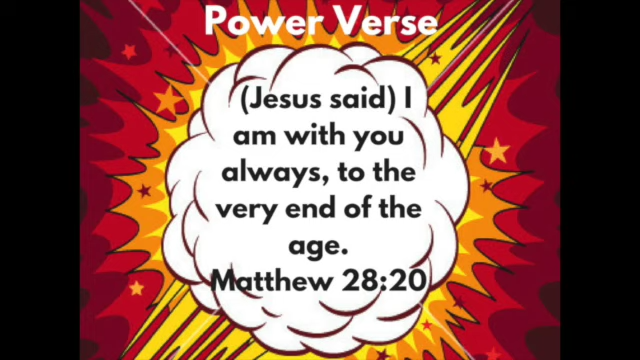 Power Verse
(Jesus said) I
am with you
always, to the
very end of the
age.
Matthew 28:20